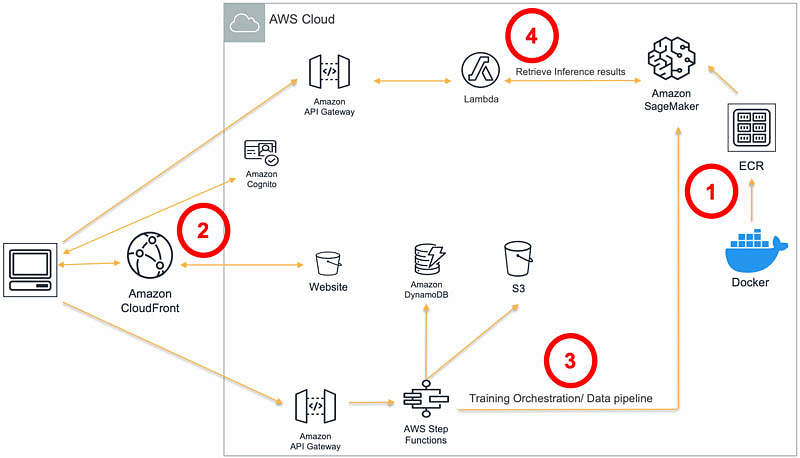 AWS Cloud
4
Amazon
API Gateway
Lambda
Retrieve Inference results
Amazon
SageMaker
ECR
Amazon
Cognito
1
2
Amazon
CloudFront
Website
Amazon
DynamoDB
S3
Docker
3
Amazon
API Gateway
AWS Step
Functions
Training Orchestration/ Data pipeline